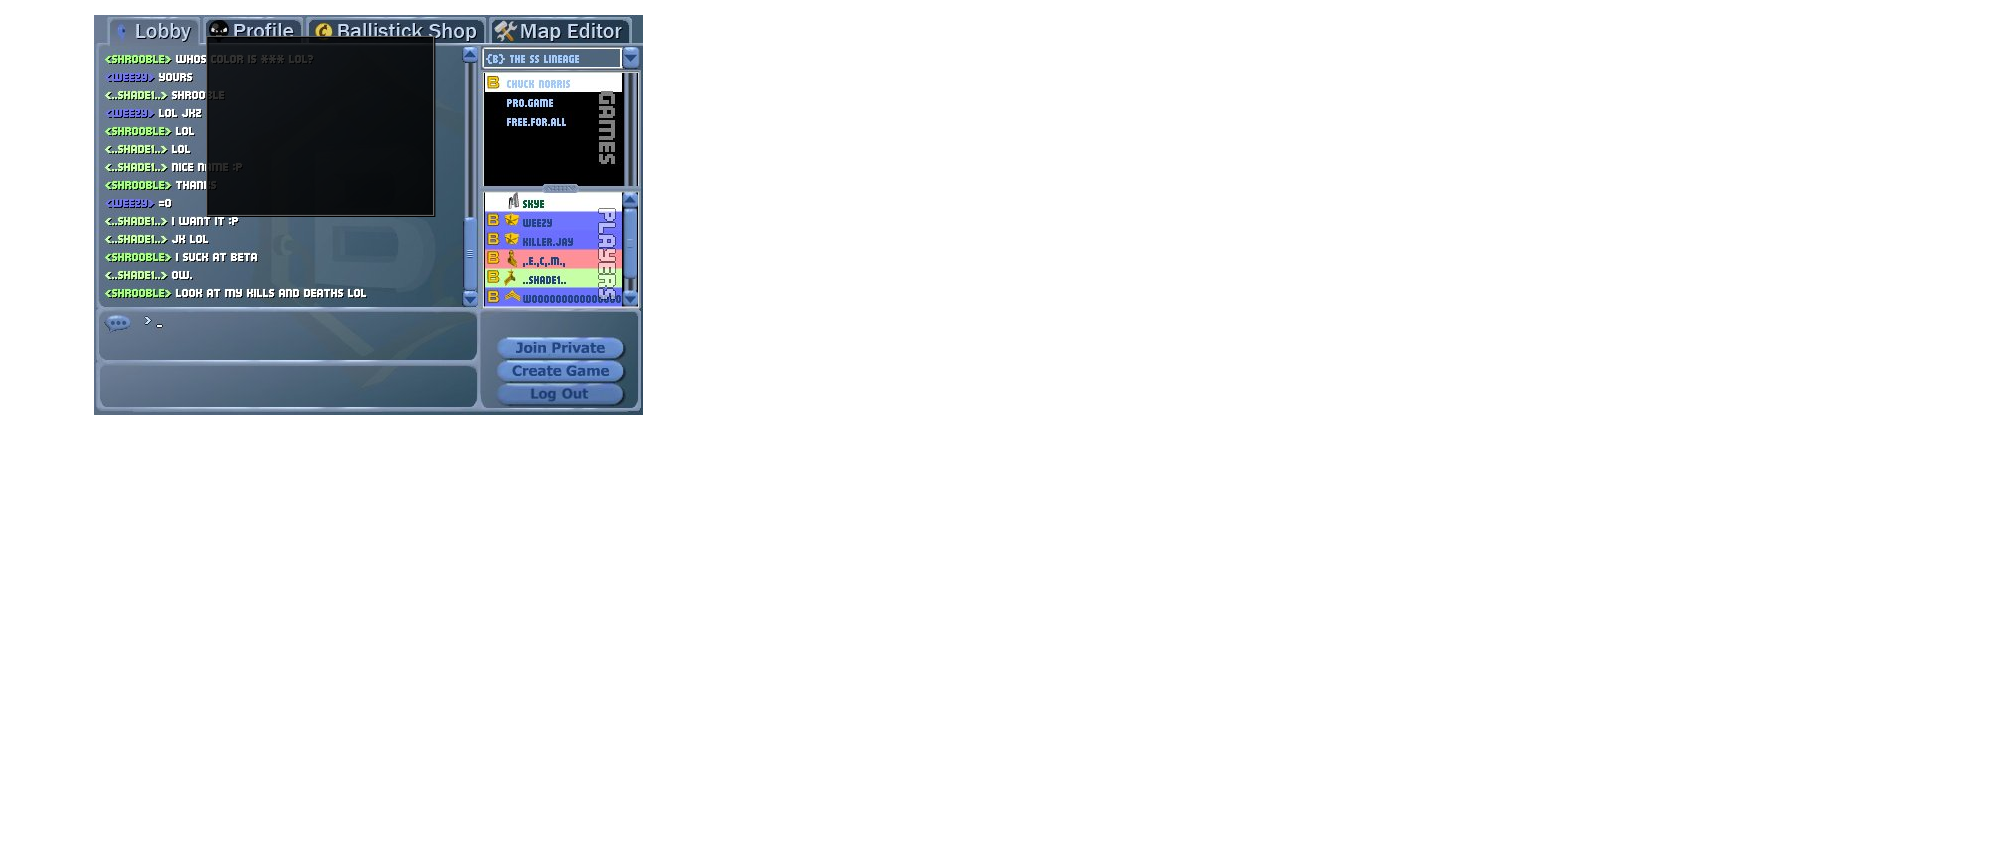 Lobby Profile Ballistick Shop Map Editor
<SHROOBLE> WHOS COLOR IS *** LOL?
<WEEZY> YOURS
<..SHADE1..> SHROOBLE
<WEEZY> LOL JKZ
<SHROOBLE> LOL
<..SHADE1..> LOL
<..SHADE1..> NICE NAME :P
<SHROOBLE> THANKS
<WEEZY> =O
<..SHADE1..> I WANT IT :P
<..SHADE1..> JK LOL
<SHROOBLE> I SUCK AT BETA
<..SHADE1..> OW.
<SHROOBLE> LOOK AT MY KILLS AND DEATHS LOL
> _
{B} THE SS LINEAGE
B CHUCK NORRIS
PRO.GAME
FREE.FOR.ALL
GAMES
SKYE
B WEEZY
B KILLER.JAY
B ,.E.,C,.M.,
B ..SHADE1..
B
PLAYERS
Join Private
Create Game
Log Out